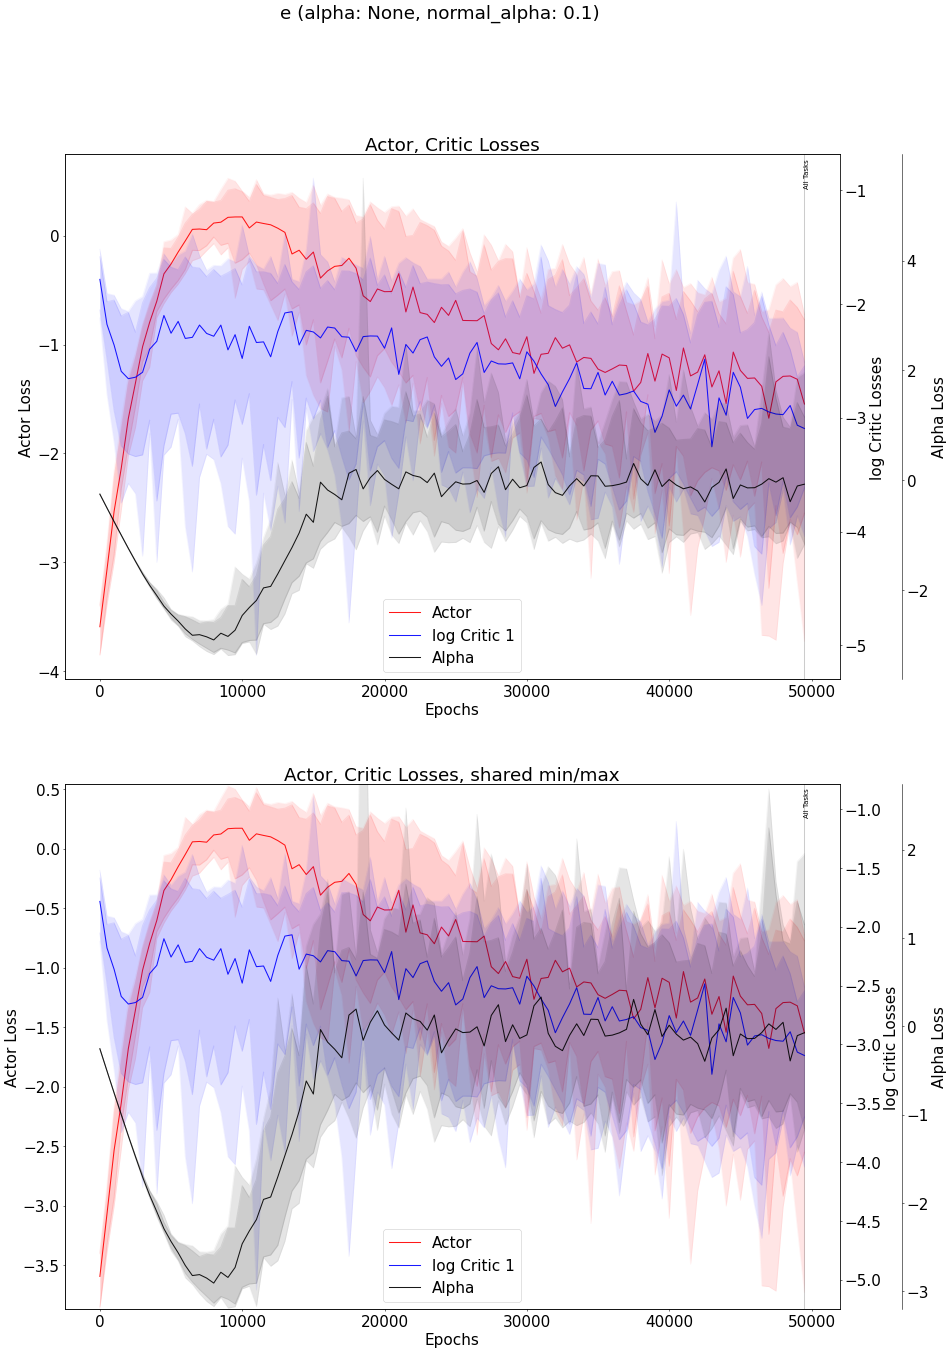 e (alpha: None, normal_alpha: 0.1)
Actor, Critic Losses
All Tasks
0
−1
−2
−3
−4
Actor Loss
−1
−2
−3
−4
−5
log Critic Losses
4
2
0
−2
Alpha Loss
Actor
log Critic 1
Alpha
0 10000 20000 30000 40000 50000
Epochs
Actor, Critic Losses, shared min/max
All Tasks
0.5
0.0
−0.5
−1.0
−1.5
−2.0
−2.5
−3.0
−3.5
Actor Loss
−1.0
−1.5
−2.0
−2.5
−3.0
−3.5
−4.0
−4.5
−5.0
log Critic Losses
2
1
0
−1
−2
−3
Alpha Loss
Actor
log Critic 1
Alpha
0 10000 20000 30000 40000 50000
Epochs